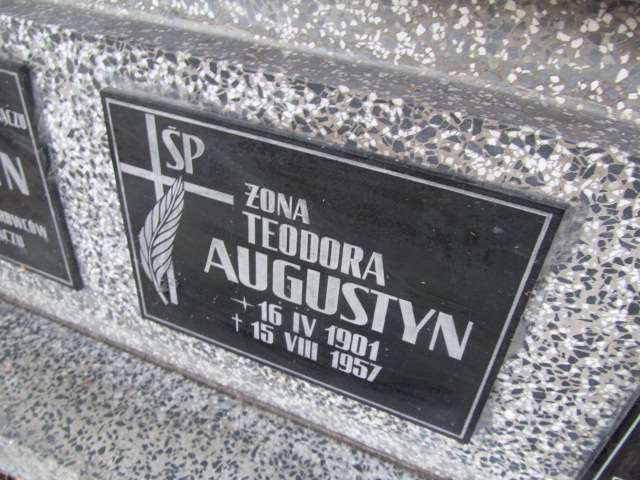 ŚP
ŻONA
TEODORA
AUGUSTYN
16 IV 1901
† 15 VIII 1957